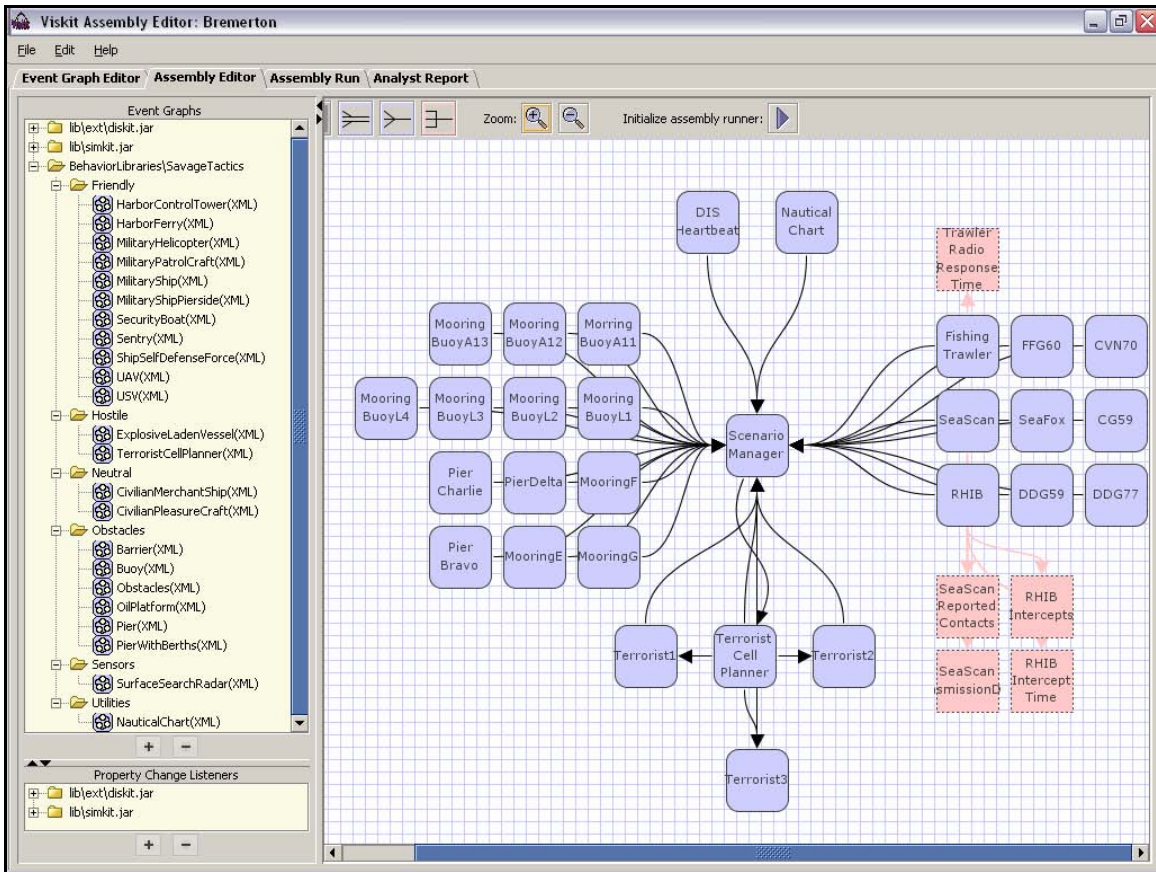 Viskit Assembly Editor: Bremerton
File Edit Help
Event Graph Editor Assembly Editor Assembly Run Analyst Report
Event Graphs
lib\ext\diskit.jar
lib\simkit.jar
BehaviorLibraries\SavageTactics
Friendly
HarborControlTower(XML)
HarborFerry(XML)
MilitaryHelicopter(XML)
MilitaryPatrolCraft(XML)
MilitaryShip(XML)
MilitaryShipPierside(XML)
SecurityBoat(XML)
Sentry(XML)
ShipSelfDefenseForce(XML)
UAV(XML)
USV(XML)
Hostile
ExplosiveLadenVessel(XML)
TerroristCellPlanner(XML)
Neutral
CivilianMerchantShip(XML)
CivilianPleasureCraft(XML)
Obstacles
Barrier(XML)
Buoy(XML)
Obstacles(XML)
OilPlatform(XML)
Pier(XML)
PierWithBerths(XML)
Sensors
SurfaceSearchRadar(XML)
Utilities
NauticalChart(XML)
+ −
Property Change Listeners
lib\ext\diskit.jar
lib\simkit.jar
+ −
Zoom: Initialize assembly runner:
DIS
Heartbeat
Nautical
Chart
Trawler
Radio
Response
Time
Mooring
BuoyA13
Mooring
BuoyA12
Morring
BuoyA11
Fishing
Trawler
FFG60
CVN70
Mooring
BuoyL4
Mooring
BuoyL3
Mooring
BuoyL2
Mooring
BuoyL1
Scenario
Manager
SeaScan
SeaFox
CG59
Pier
Charlie
PierDelta
MooringF
RHIB
DDG59
DDG77
Pier
Bravo
MooringE
MooringG
SeaScan
Reported
Contacts
RHIB
Intercepts
Terrorist1
Terrorist
Cell
Planner
Terrorist2
SeaScan
smissionD
RHIB
Intercept
Time
Terrorist3